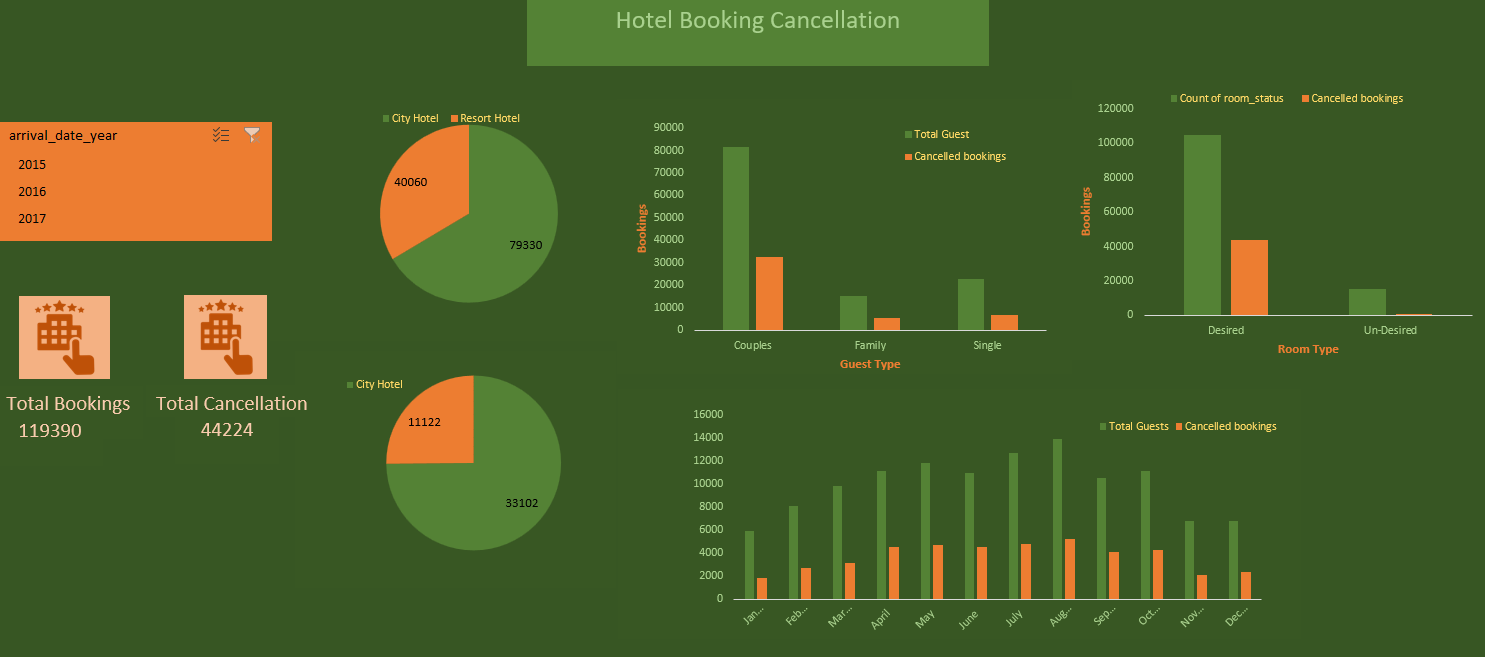 Hotel Booking Cancellation
arrival_date_year
2015
2016
2017
Total Bookings
119390
Total Cancellation
44224
City Hotel Resort Hotel
40060
79330
City Hotel
11122
33102
Total Guest
Cancelled bookings
Bookings
90000
80000
70000
60000
50000
40000
30000
20000
10000
0
Couples Family Single
Guest Type
Count of room_status Cancelled bookings
Bookings
120000
100000
80000
60000
40000
20000
0
Desired Un-Desired
Room Type
Total Guests Cancelled bookings
16000
14000
12000
10000
8000
6000
4000
2000
0
Jan... Feb... Mar... April May June July Aug... Sep... Oct... Nov... Dec...